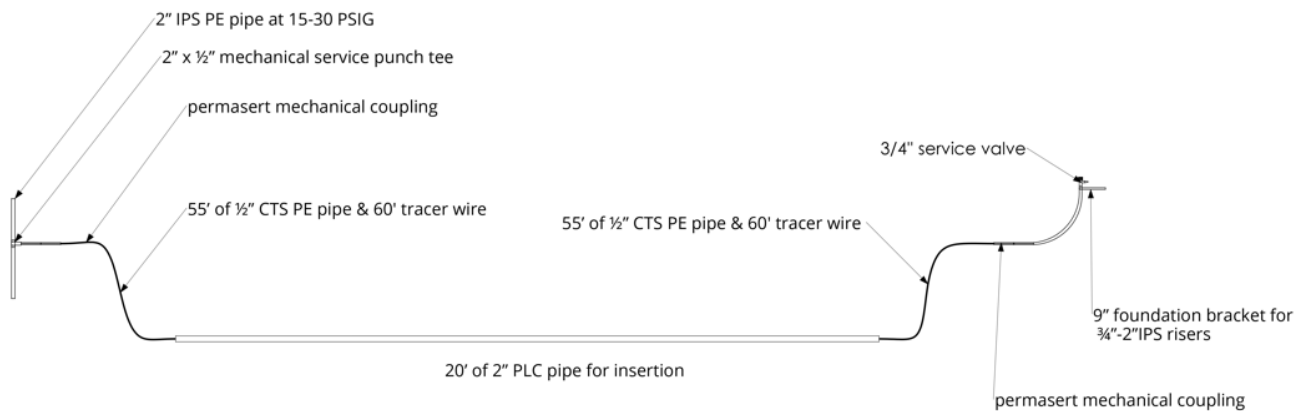 2” IPS PE pipe at 15-30 PSIG
2” x ½” mechanical service punch tee
permasert mechanical coupling
3/4" service valve
55’ of ½” CTS PE pipe & 60' tracer wire
55’ of ½” CTS PE pipe & 60' tracer wire
9” foundation bracket for
¾”-2”IPS risers
20’ of 2” PLC pipe for insertion
permasert mechanical coupling